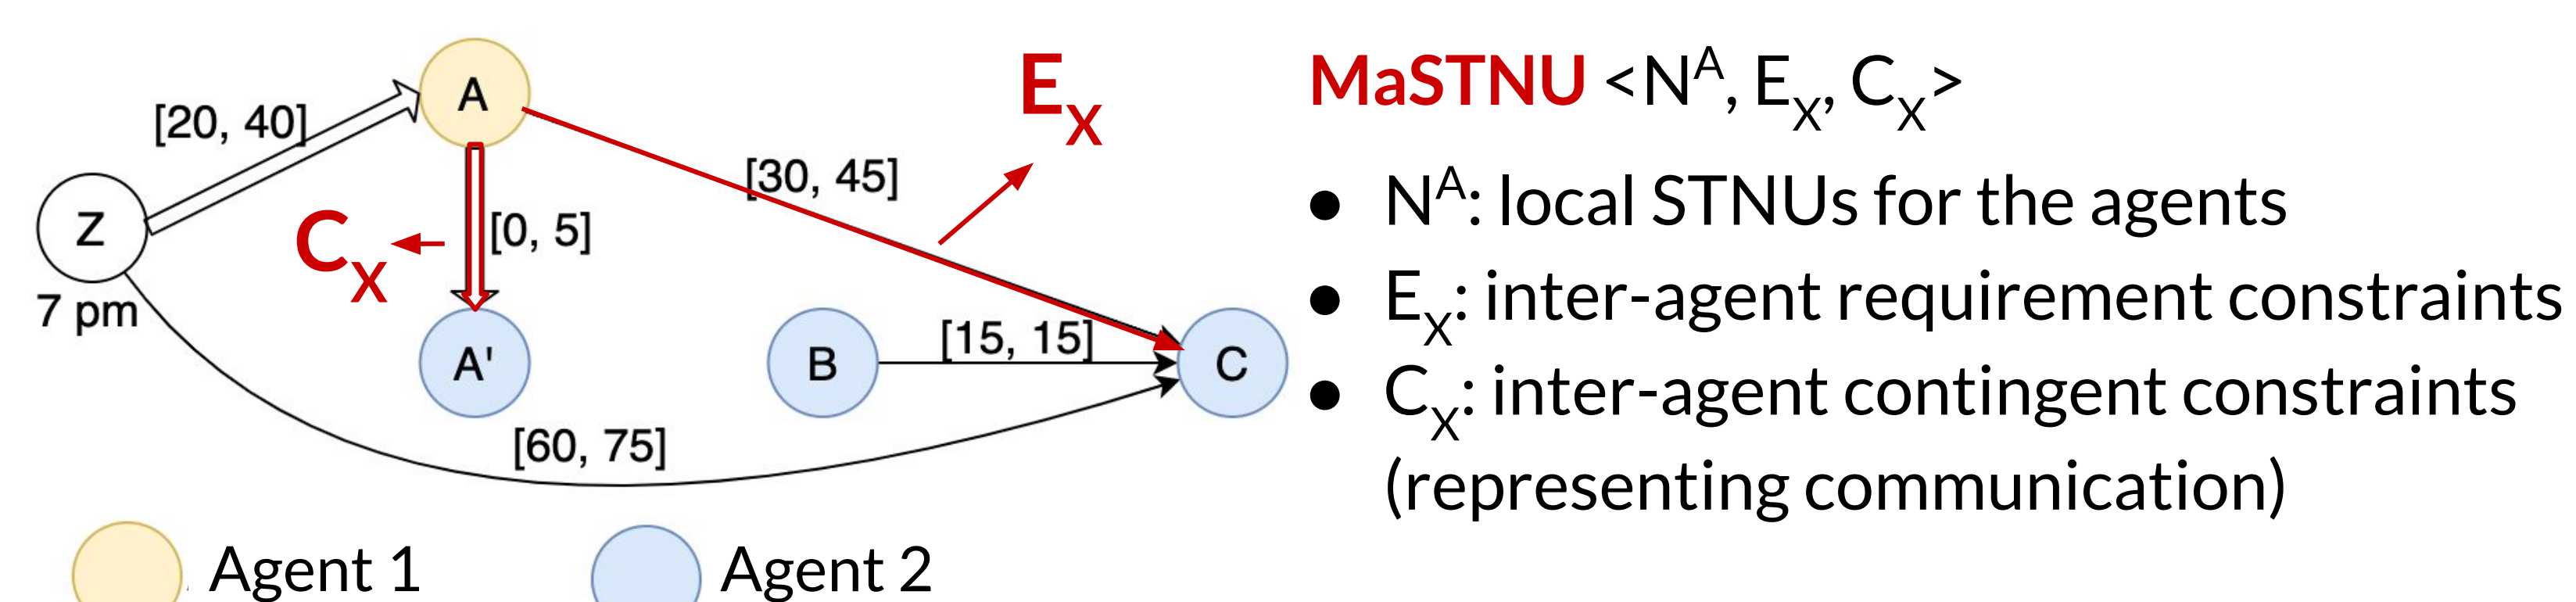 A
E_X
[20, 40]
[30, 45]
Z
C_X
[0, 5]
7 pm
A'
B
[15, 15]
C
[60, 75]
Agent 1
Agent 2
MaSTNU <N^A, E_X, C_X>
● N^A: local STNUs for the agents
● E_X: inter-agent requirement constraints
● C_X: inter-agent contingent constraints
(representing communication)